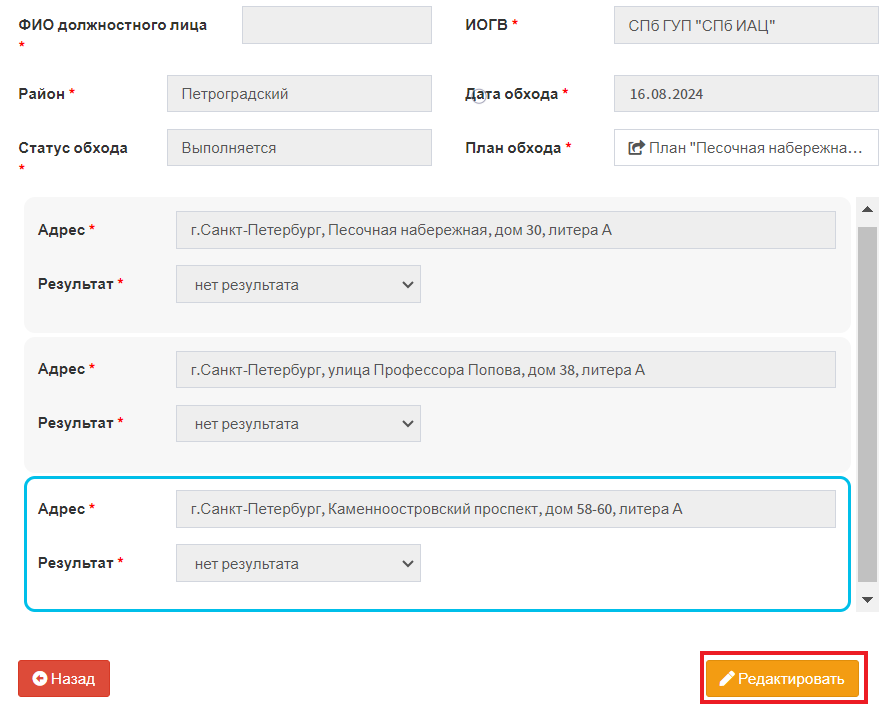 ФИО должностного лица
*
ИОГВ * СПб ГУП "СПб ИАЦ"
Район * Петроградский
Дата обхода * 16.08.2024
Статус обхода
*
Выполняется
План обхода * План "Песочная набережна...
Адрес * г.Санкт-Петербург, Песочная набережная, дом 30, литера А
Результат * нет результата
Адрес * г.Санкт-Петербург, улица Профессора Попова, дом 38, литера А
Результат * нет результата
Адрес * г.Санкт-Петербург, Каменноостровский проспект, дом 58-60, литера А
Результат * нет результата
Назад
Редактировать